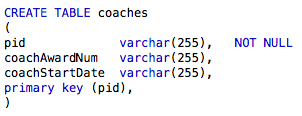 CREATE TABLE coaches
(
pid varchar(255), NOT NULL
coachAwardNum varchar(255),
coachStartDate varchar(255),
primary key (pid),
)